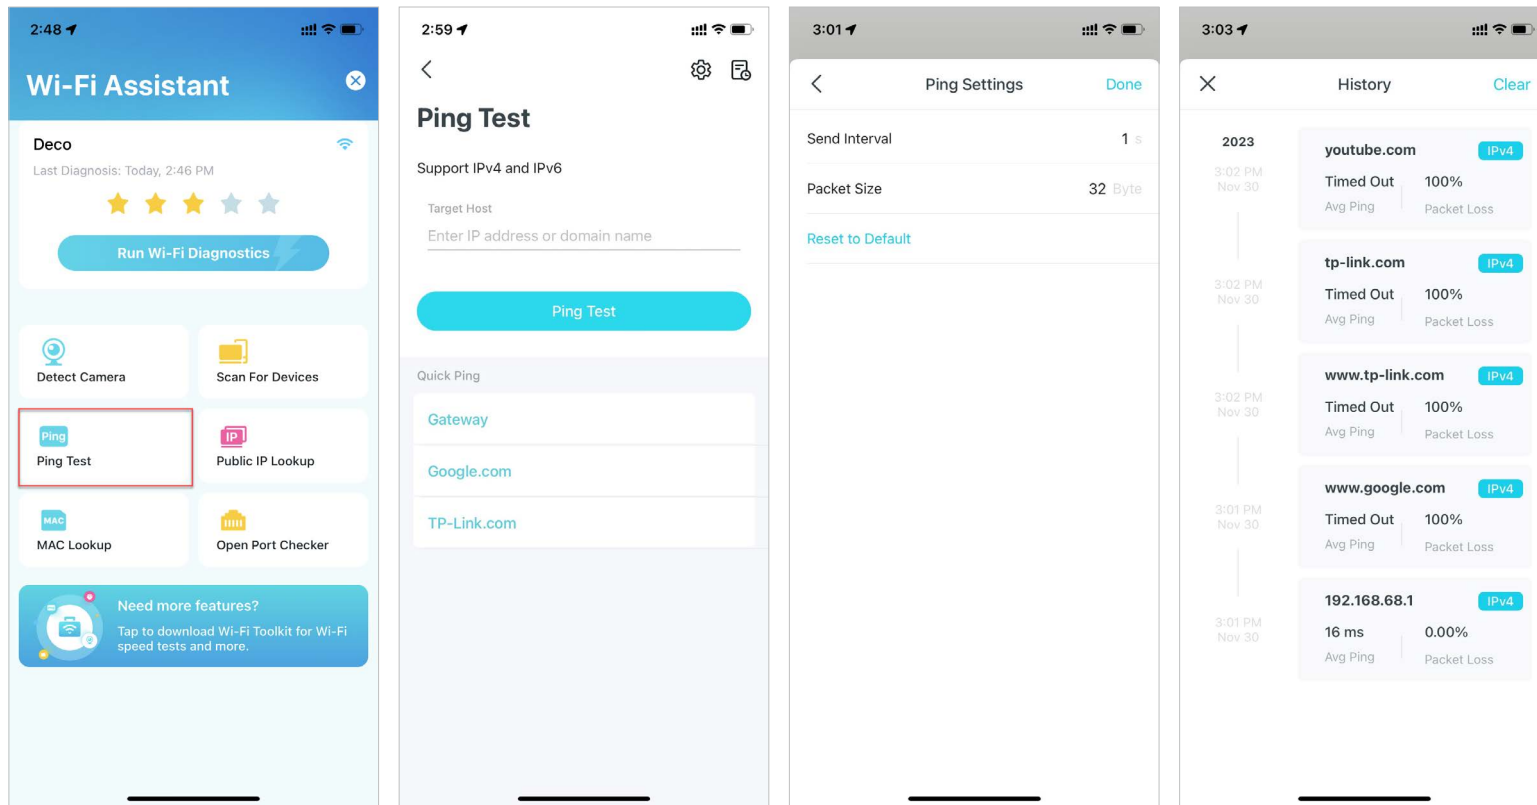 2:48
Wi-Fi Assistant
Deco
Last Diagnosis: Today, 2:46 PM
Run Wi-Fi Diagnostics
Detect Camera
Scan For Devices
Ping
Ping Test
IP
Public IP Lookup
MAC
MAC Lookup
Open Port Checker
Need more features?
Tap to download Wi-Fi Toolkit for Wi-Fi
speed tests and more.
2:59
Ping Test
Support IPv4 and IPv6
Target Host
Enter IP address or domain name
Ping Test
Quick Ping
Gateway
Google.com
TP-Link.com
3:01
Ping Settings
Done
Send Interval
1 s
Packet Size
32 Byte
Reset to Default
3:03
History
Clear
2023
3:02 PM
Nov 30
youtube.com
IPv4
Timed Out
100%
Avg Ping
Packet Loss
3:02 PM
Nov 30
tp-link.com
IPv4
Timed Out
100%
Avg Ping
Packet Loss
3:02 PM
Nov 30
www.tp-link.com
IPv4
Timed Out
100%
Avg Ping
Packet Loss
3:01 PM
Nov 30
www.google.com
IPv4
Timed Out
100%
Avg Ping
Packet Loss
3:01 PM
Nov 30
192.168.68.1
IPv4
16 ms
0.00%
Avg Ping
Packet Loss